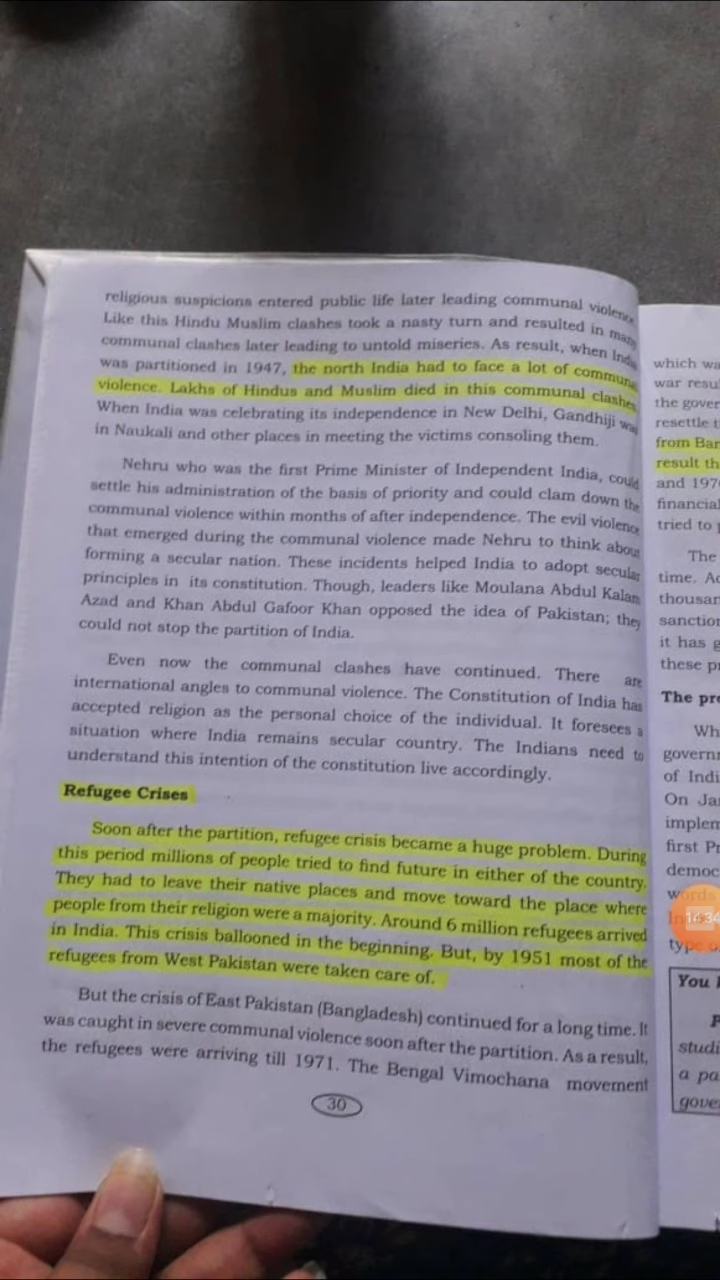 religious suspicions entered public life later leading communal violence
Like this Hindu Muslim clashes took a nasty turn and resulted in many
communal clashes later leading to untold miseries. As result, when India
was partitioned in 1947, the north India had to face a lot of communal
violence. Lakhs of Hindus and Muslim died in this communal clashes
When India was celebrating its independence in New Delhi, Gandhiji was
in Naukali and other places in meeting the victims consoling them.
Nehru who was the first Prime Minister of Independent India, could
settle his administration of the basis of priority and could clam down the
communal violence within months of after independence. The evil violence
that emerged during the communal violence made Nehru to think about
forming a secular nation. These incidents helped India to adopt secular
principles in its constitution. Though, leaders like Moulana Abdul Kalam
Azad and Khan Abdul Gafoor Khan opposed the idea of Pakistan; they
could not stop the partition of India.
Even now the communal clashes have continued. There are
international angles to communal violence. The Constitution of India has
accepted religion as the personal choice of the individual. It foresees a
situation where India remains secular country. The Indians need to
understand this intention of the constitution live accordingly.
Refugee Crises
Soon after the partition, refugee crisis became a huge problem. During
this period millions of people tried to find future in either of the country.
They had to leave their native places and move toward the place where
people from their religion were a majority. Around 6 million refugees arrived
in India. This crisis ballooned in the beginning. But, by 1951 most of the
refugees from West Pakistan were taken care of.
But the crisis of East Pakistan (Bangladesh) continued for a long time. It
was caught in severe communal violence soon after the partition. As a result,
the refugees were arriving till 1971. The Bengal Vimochana movement
30
which wa
war resu
the gover
resettle t
from Ban
result th
and 197
financial
tried to
The
time. Ac
thousan
sanction
it has g
these pr
The pro
Wh
governm
of Indi
On Jan
implem
first Pr
democ
words
14:34
type o
You
studi
a pa
gove